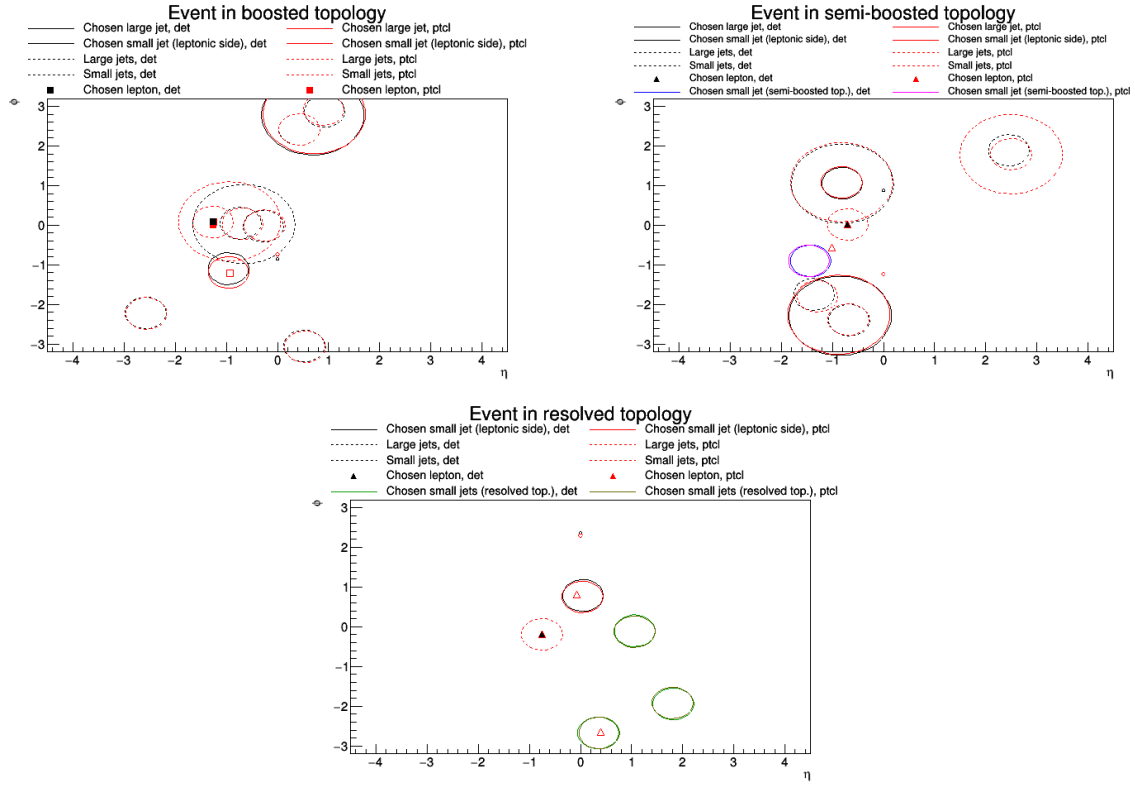 Event in boosted topology
Chosen large jet, det
Chosen large jet, ptcl
Chosen small jet (leptonic side), det
Chosen small jet (leptonic side), ptcl
Large jets, det
Large jets, ptcl
Small jets, det
Small jets, ptcl
Chosen lepton, det
Chosen lepton, ptcl
ϕ
3
2
1
0
−1
−2
−3
−4 −3 −2 −1 0 1 2 3 4
η
Event in semi-boosted topology
Chosen large jet, det
Chosen large jet, ptcl
Chosen small jet (leptonic side), det
Chosen small jet (leptonic side), ptcl
Large jets, det
Large jets, ptcl
Small jets, det
Small jets, ptcl
Chosen lepton, det
Chosen lepton, ptcl
Chosen small jet (semi-boosted top.), det
Chosen small jet (semi-boosted top.), ptcl
ϕ
3
2
1
0
−1
−2
−3
−4 −3 −2 −1 0 1 2 3 4
η
Event in resolved topology
Chosen small jet (leptonic side), det
Chosen small jet (leptonic side), ptcl
Large jets, det
Large jets, ptcl
Small jets, det
Small jets, ptcl
Chosen lepton, det
Chosen lepton, ptcl
Chosen small jets (resolved top.), det
Chosen small jets (resolved top.), ptcl
ϕ
3
2
1
0
−1
−2
−3
−4 −3 −2 −1 0 1 2 3 4
η